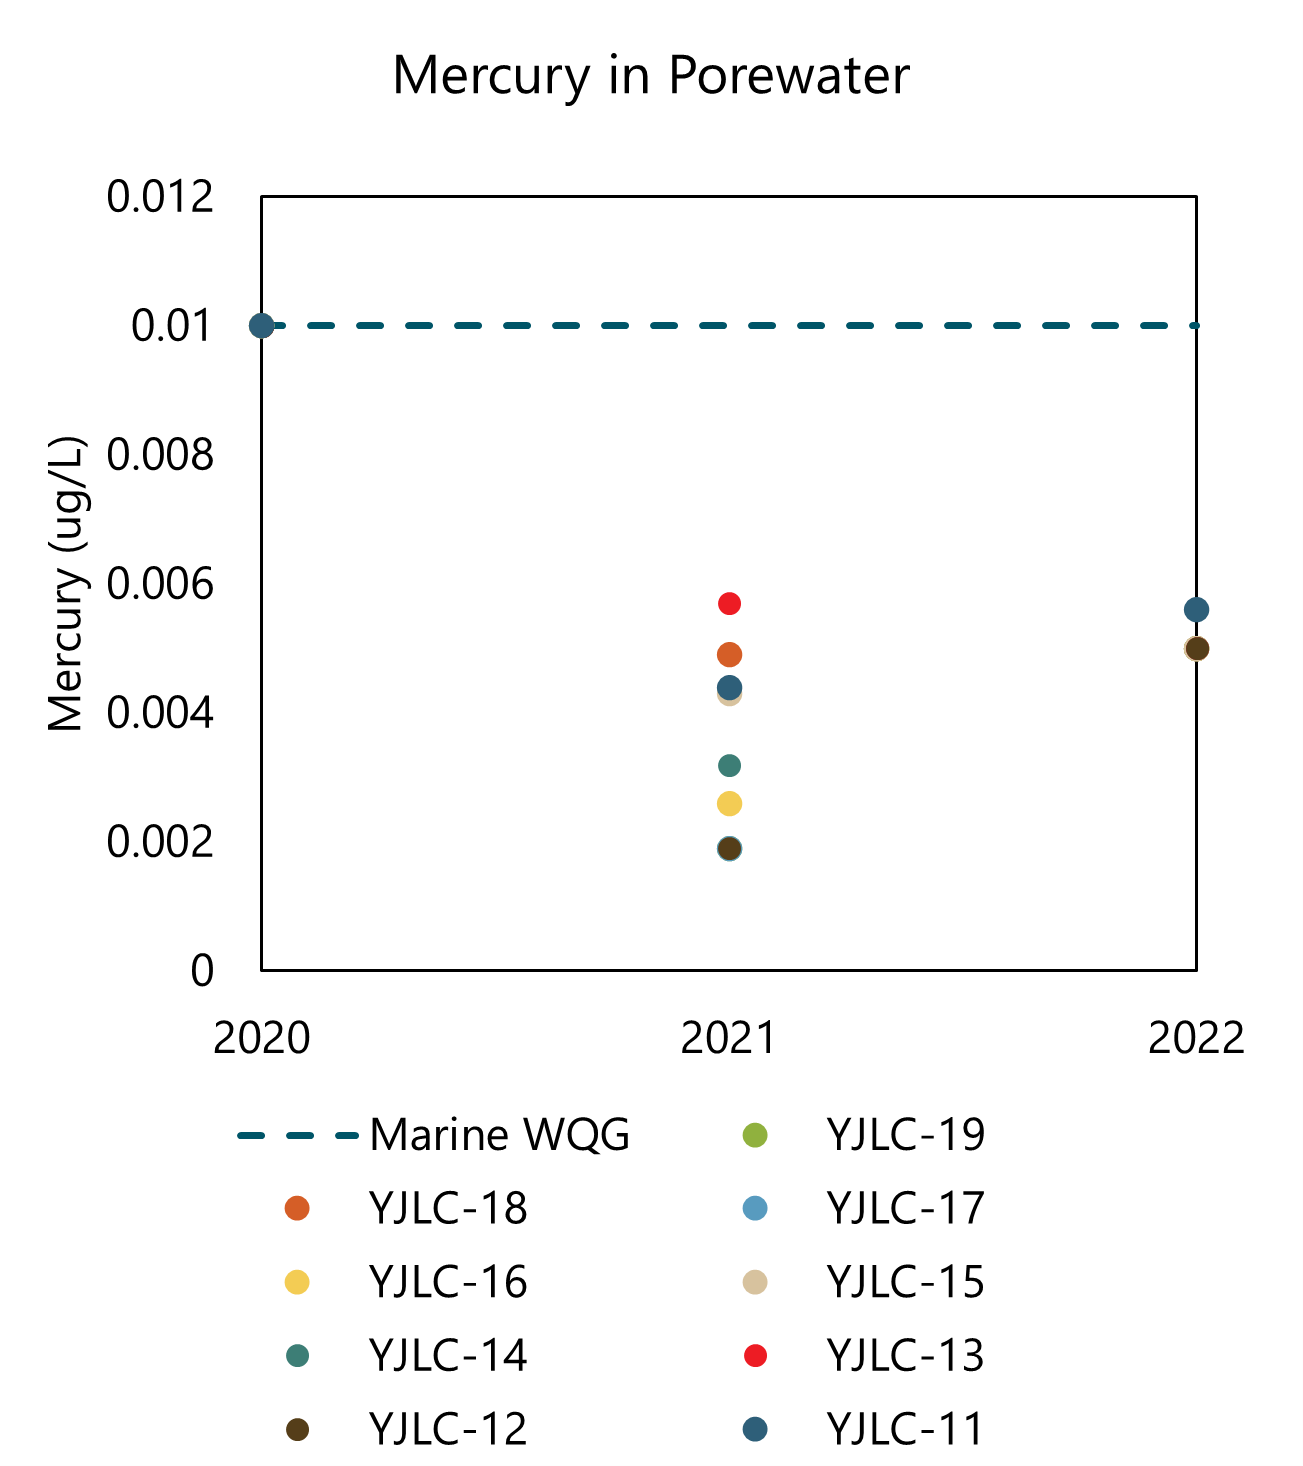 Mercury in Porewater
0.012
0.01
0.008
0.006
0.004
0.002
0
Mercury (ug/L)
2020 2021 2022
Marine WQG YJLC-19
YJLC-18 YJLC-17
YJLC-16 YJLC-15
YJLC-14 YJLC-13
YJLC-12 YJLC-11